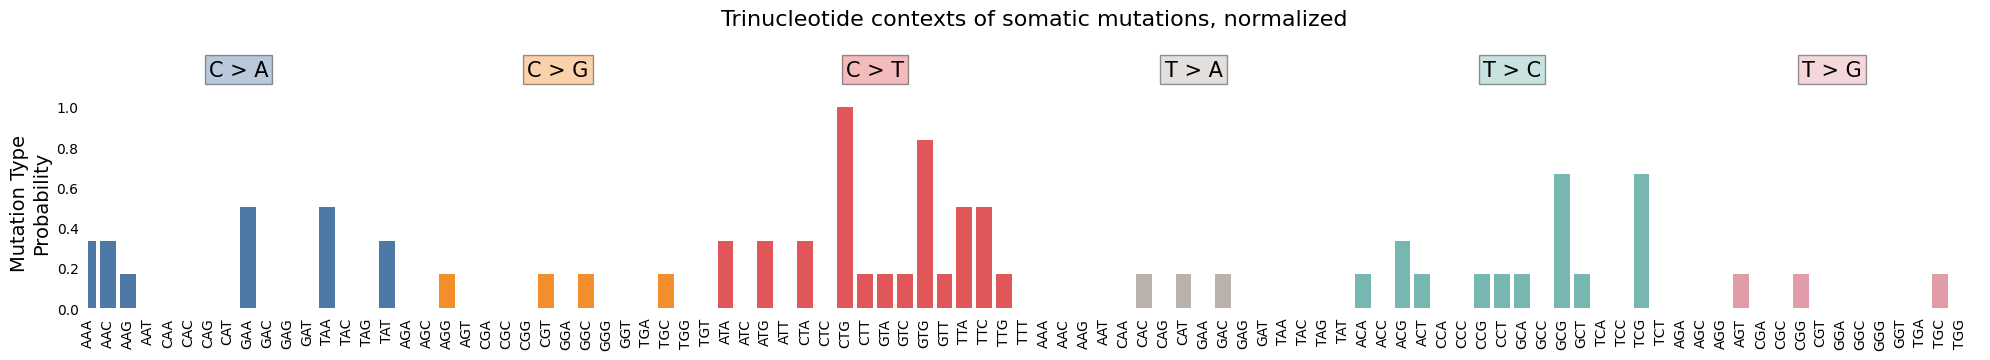 Trinucleotide contexts of somatic mutations, normalized
C > A
C > G
C > T
T > A
T > C
T > G
Mutation Type
Probability
1.0
0.8
0.6
0.4
0.2
0.0
AAA
AAC
AAG
AAT
CAA
CAC
CAG
CAT
GAA
GAC
GAG
GAT
TAA
TAC
TAG
TAT
AGA
AGC
AGG
AGT
CGA
CGC
CGG
CGT
GGA
GGC
GGG
GGT
TGA
TGC
TGG
TGT
ATA
ATC
ATG
ATT
CTA
CTC
CTG
CTT
GTA
GTC
GTG
GTT
TTA
TTC
TTG
TTT
AAA
AAC
AAG
AAT
CAA
CAC
CAG
CAT
GAA
GAC
GAG
GAT
TAA
TAC
TAG
TAT
ACA
ACC
ACG
ACT
CCA
CCC
CCG
CCT
GCA
GCC
GCG
GCT
TCA
TCC
TCG
TCT
AGA
AGC
AGG
AGT
CGA
CGC
CGG
CGT
GGA
GGC
GGG
GGT
TGA
TGC
TGG